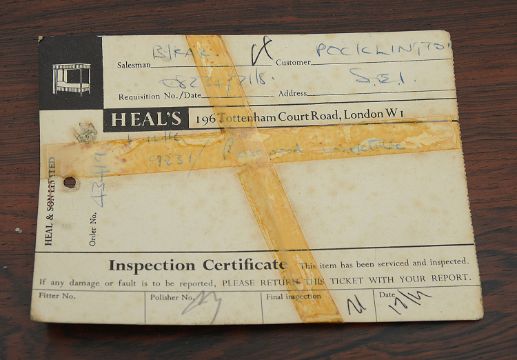 Salesman Customer POCKLINGTON
Requisition No./Date Address S.E.1.
HEAL'S 196 Tottenham Court Road, London W1
HEAL & SON LIMITED
Order No. 43419
Inspection Certificate This item has been serviced and inspected.
If any damage or fault is to be reported, PLEASE RETURN THIS TICKET WITH YOUR REPORT.
Fitter No. Polisher No. Final inspection Date